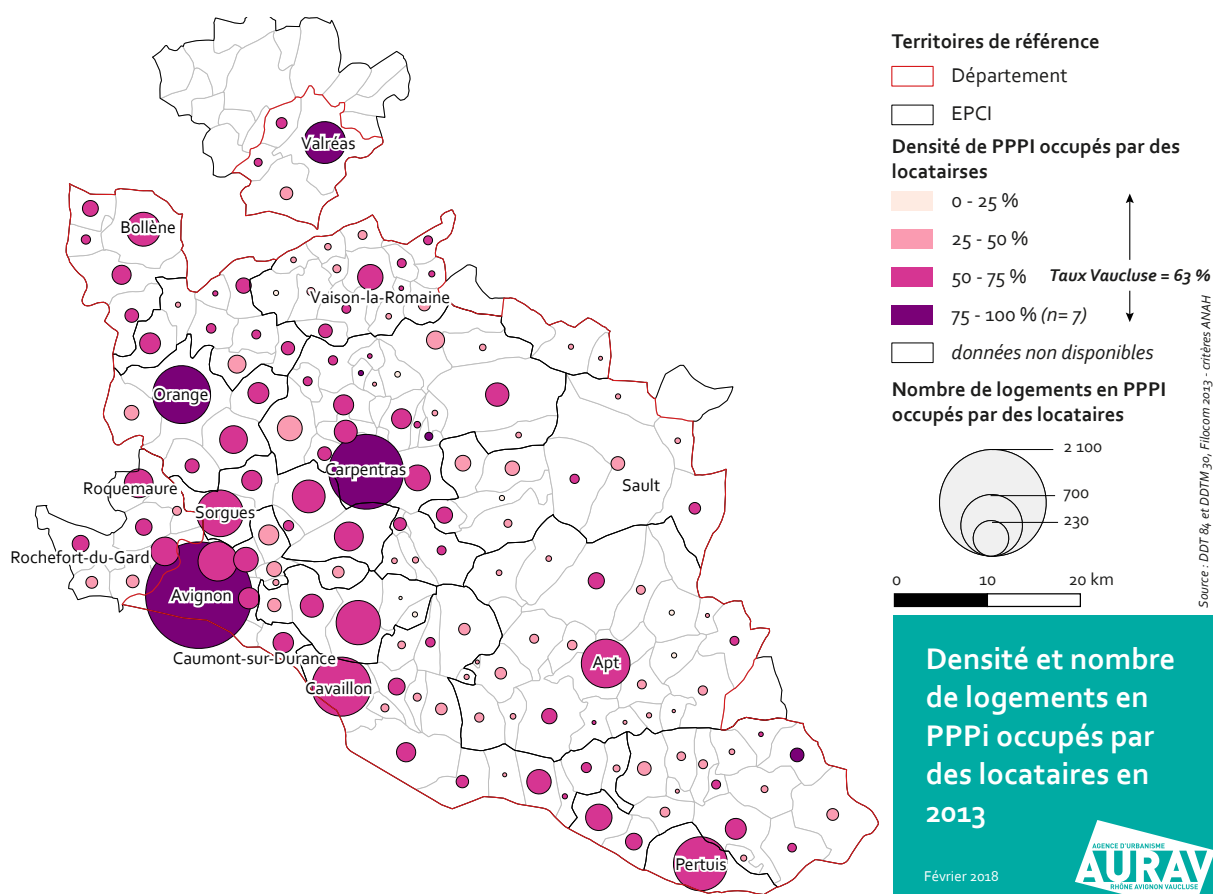 Valréas
Bollène
Vaison-la-Romaine
Orange
Carpentras
Roquemaure
Sault
Sorgues
Rochefort-du-Gard
Avignon
Caumont-sur-Durance
Apt
Cavaillon
Pertuis
Territoires de référence
Département
EPCI
Densité de PPPI occupés par des
locatairses
0 - 25 %
25 - 50 %
50 - 75 %
Taux Vaucluse = 63 %
75 - 100 % (n= 7)
données non disponibles
Nombre de logements en PPPI
occupés par des locataires
2 100
700
230
0 10 20 km
Source : DDT 84 et DDTM 30, Filocom 2013 - critères ANAH
Densité et nombre
de logements en
PPPi occupés par
des locataires en
2013
Février 2018
AGENCE D'URBANISME
AURAV
RHÔNE AVIGNON VAUCLUSE